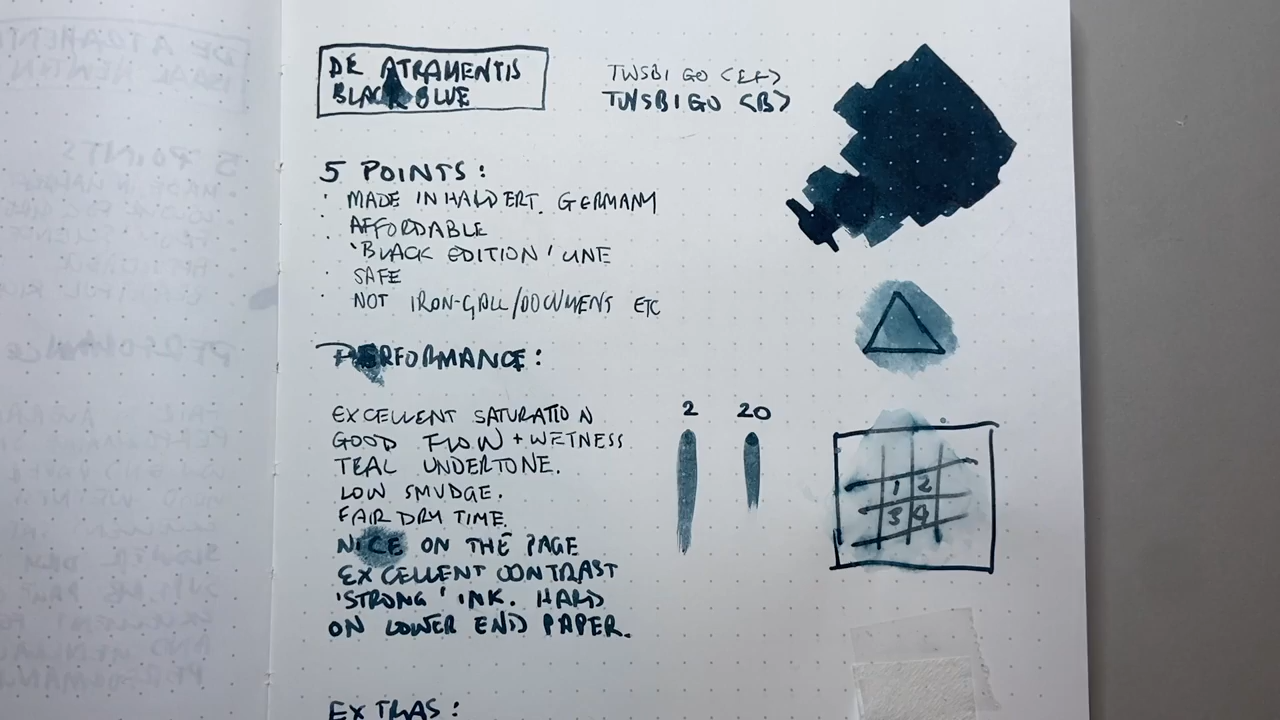 DE ATRAMENTIS
BLACK BLUE
TWSBI GO <EF>
TWSBI GO <B>
5 POINTS:
· MADE IN HALDERT. GERMANY
· AFFORDABLE
· 'BLACK EDITION' LINE
· SAFE
· NOT IRON-GALL/DOCUMENT ETC
PERFORMANCE:
EXCELLENT SATURATION
GOOD FLOW + WETNESS
TEAL UNDERTONE.
LOW SMUDGE.
FAIR DRY TIME.
NICE ON THE PAGE
EXCELLENT CONTRAST
'STRONG' INK. HARD
ON LOWER END PAPER.
2 20
1 2
3 4
EXTRAS: